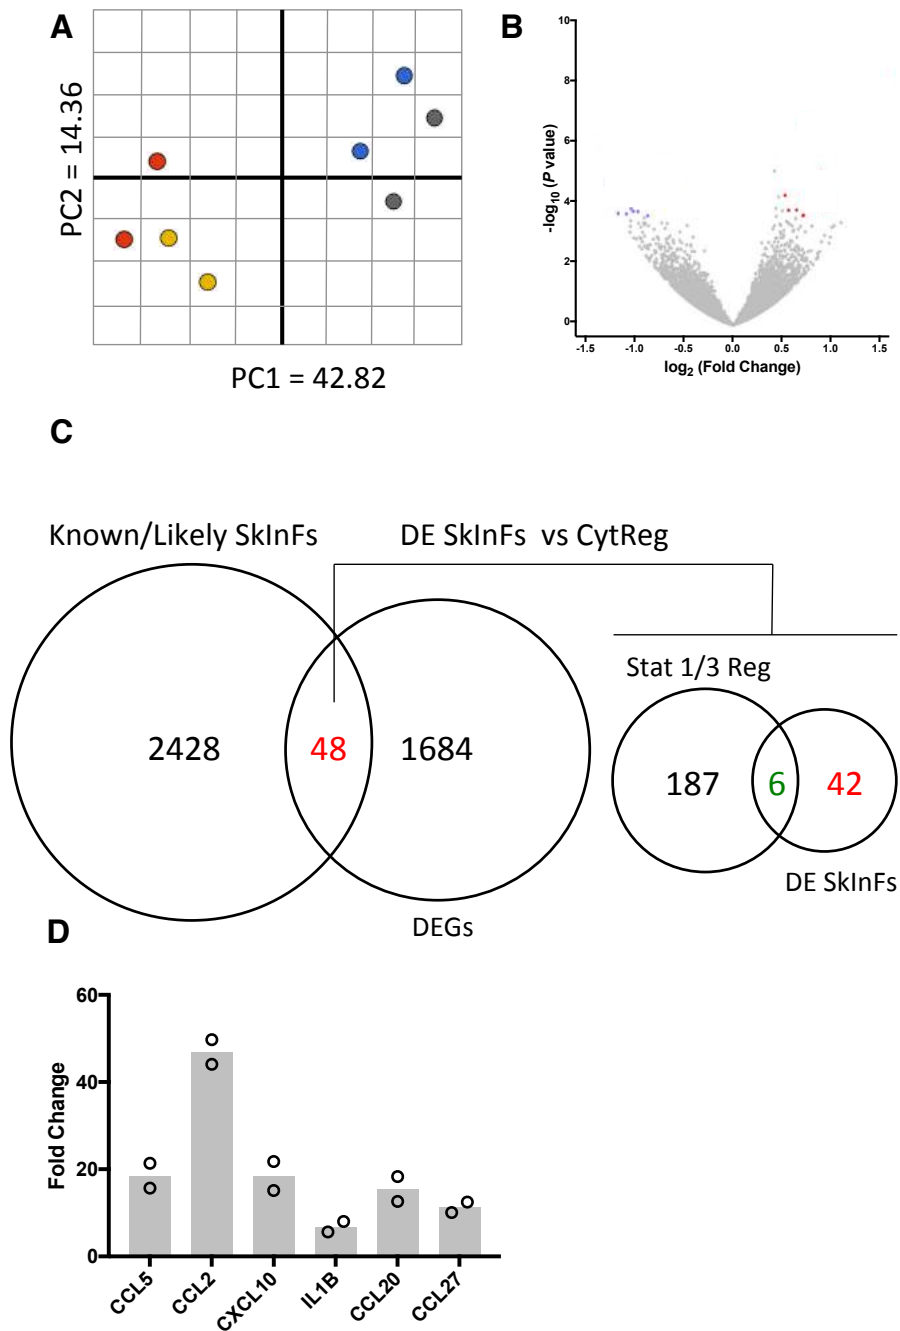 A
PC2 = 14.36
PC1 = 42.82
B
-log10 (P value)
10
8
6
4
2
0
-1.5 -1.0 -0.5 0.0 0.5 1.0 1.5
log2 (Fold Change)
C
Known/Likely SkInFs
DE SkInFs vs CytReg
2428
48
1684
DEGs
Stat 1/3 Reg
187
6
42
DE SkInFs
D
Fold Change
60
40
20
0
CCL5
CCL2
CXCL10
IL1B
CCL20
CCL27